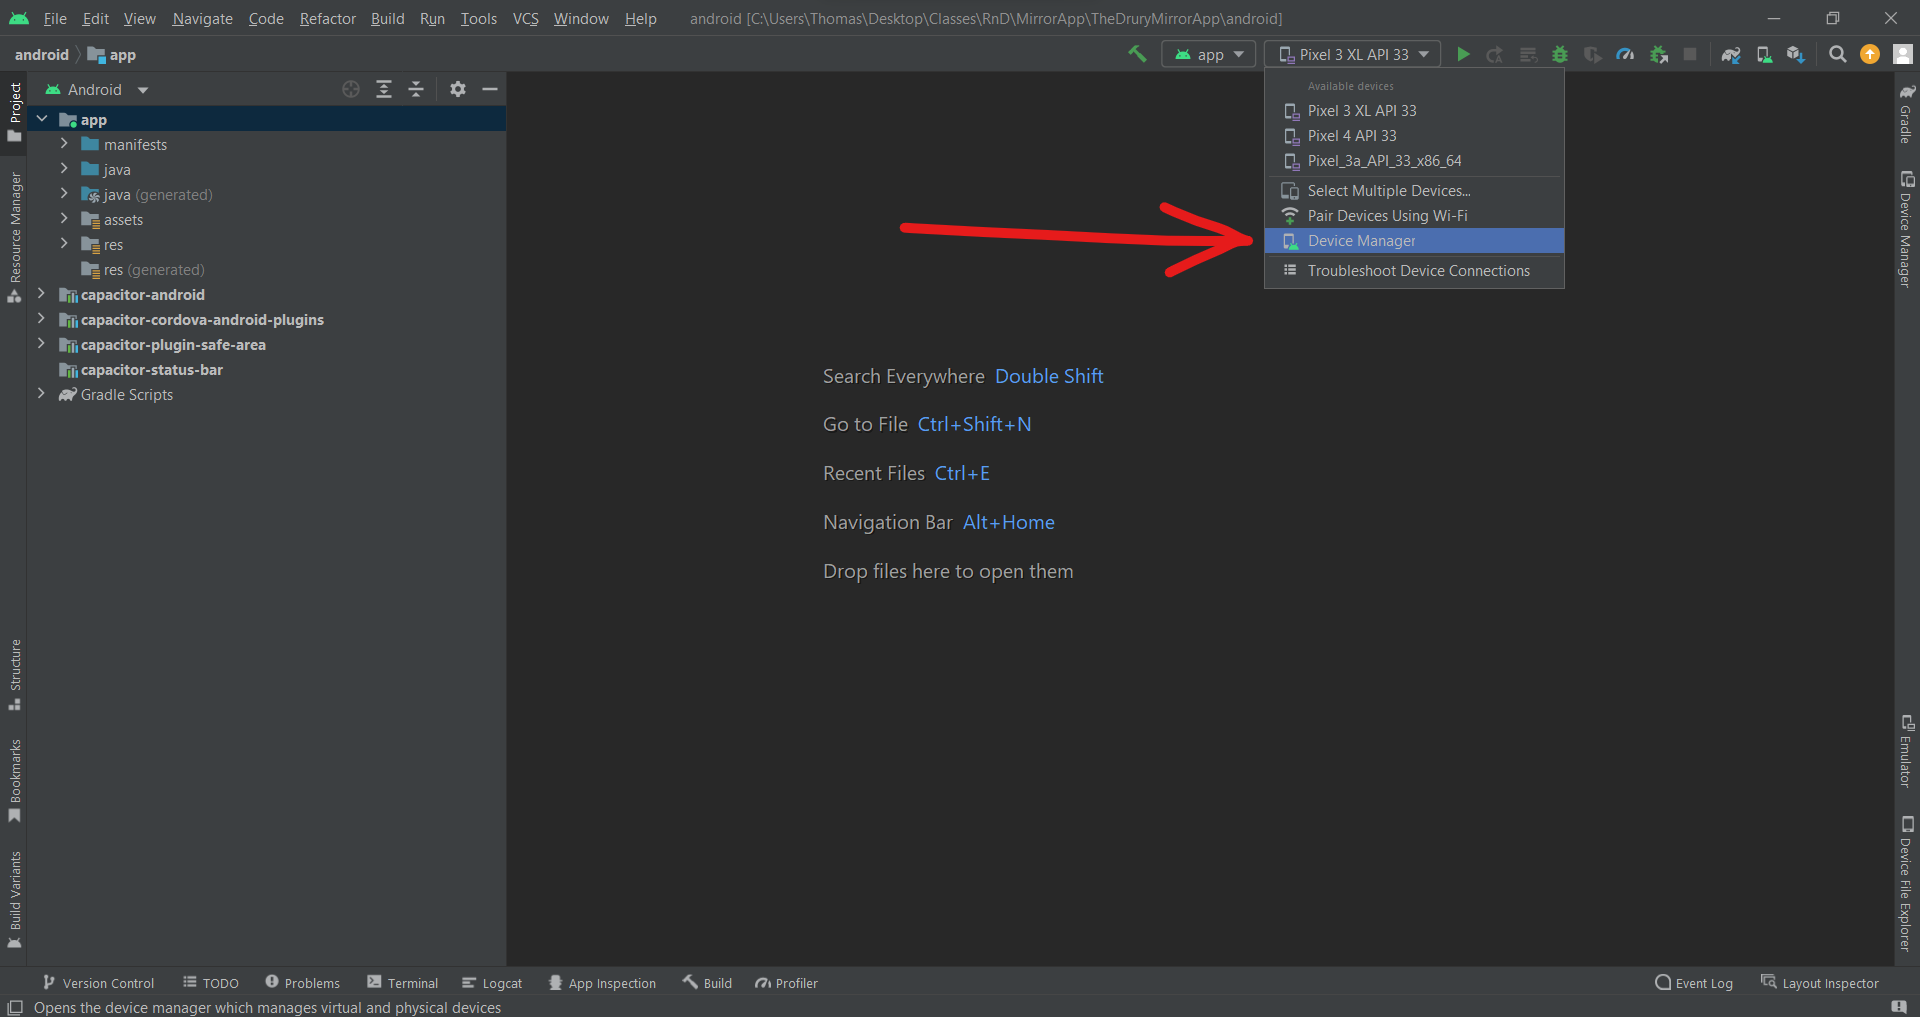 File Edit View Navigate Code Refactor Build Run Tools VCS Window Help android [C:\Users\Thomas\Desktop\Classes\RnD\MirrorApp\TheDruryMirrorApp\android]
android app app Pixel 3 XL API 33
Available devices
Pixel 3 XL API 33
Pixel 4 API 33
Pixel_3a_API_33_x86_64
Select Multiple Devices...
Pair Devices Using Wi-Fi
Device Manager
Troubleshoot Device Connections
Project
Resource Manager
Structure
Bookmarks
Build Variants
Android
app
manifests
java
java (generated)
assets
res
res (generated)
capacitor-android
capacitor-cordova-android-plugins
capacitor-plugin-safe-area
capacitor-status-bar
Gradle Scripts
Search Everywhere Double Shift
Go to File Ctrl+Shift+N
Recent Files Ctrl+E
Navigation Bar Alt+Home
Drop files here to open them
Gradle
Device Manager
Emulator
Device File Explorer
Version Control TODO Problems Terminal Logcat App Inspection Build Profiler Event Log Layout Inspector
Opens the device manager which manages virtual and physical devices